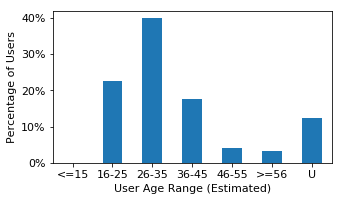 40%
30%
20%
10%
0%
Percentage of Users
<=15 16-25 26-35 36-45 46-55 >=56 U
User Age Range (Estimated)